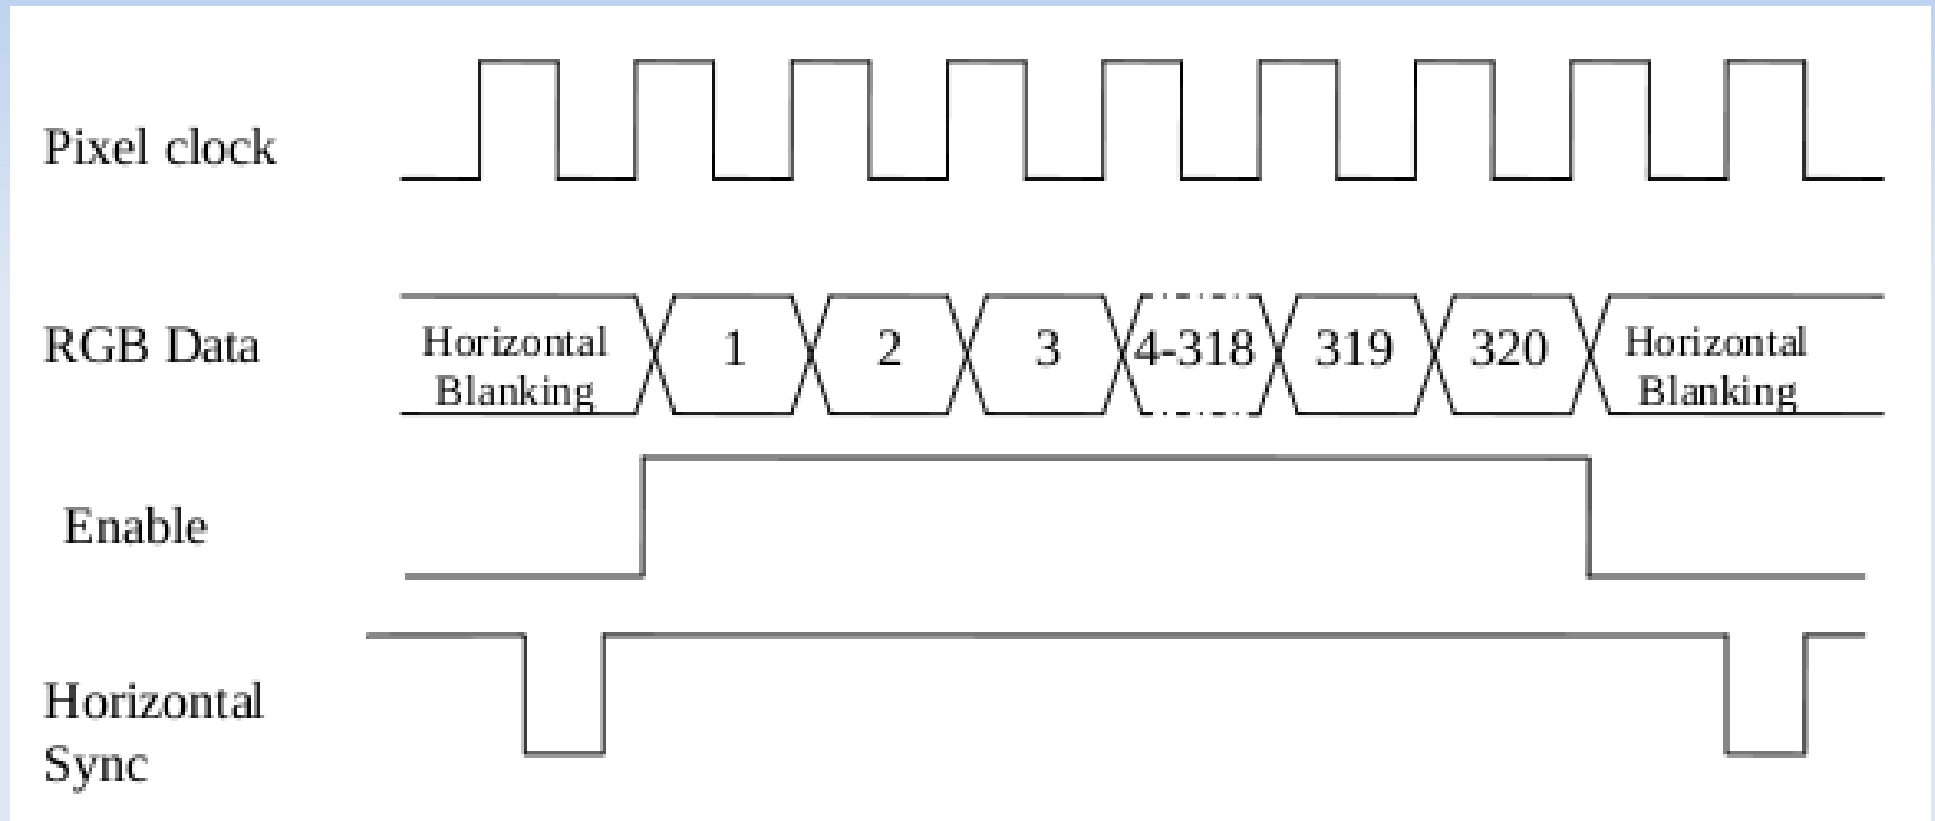 Pixel clock
RGB Data
Horizontal
Blanking
1
2
3
4-318
319
320
Horizontal
Blanking
Enable
Horizontal
Sync